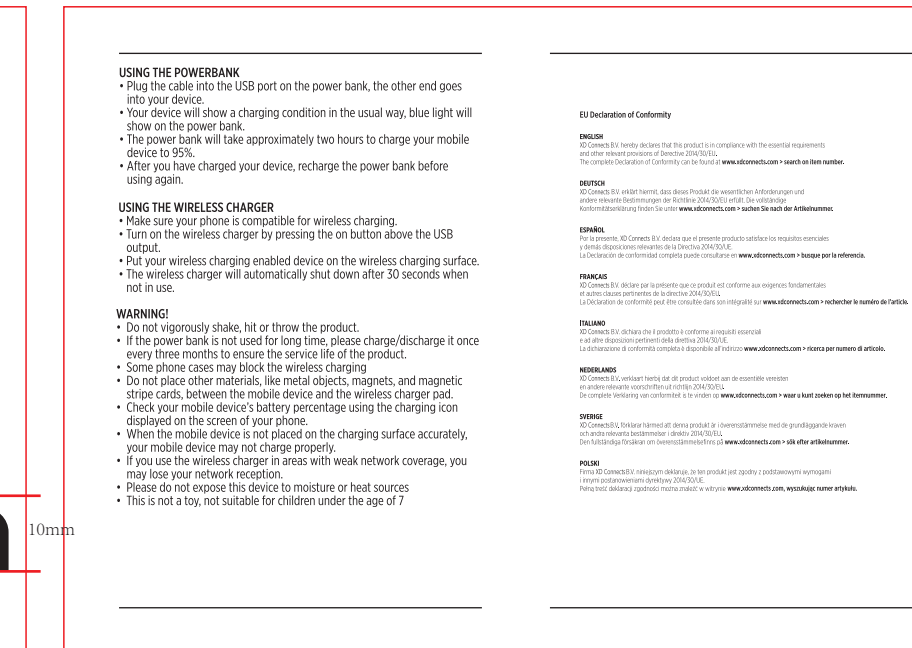 USING THE POWERBANK
• Plug the cable into the USB port on the power bank, the other end goes
into your device.
• Your device will show a charging condition in the usual way, blue light will
show on the power bank.
• The power bank will take approximately two hours to charge your mobile
device to 95%.
• After you have charged your device, recharge the power bank before
using again.
USING THE WIRELESS CHARGER
• Make sure your phone is compatible for wireless charging.
• Turn on the wireless charger by pressing the on button above the USB
output.
• Put your wireless charging enabled device on the wireless charging surface.
• The wireless charger will automatically shut down after 30 seconds when
not in use.
WARNING!
• Do not vigorously shake, hit or throw the product.
• If the power bank is not used for long time, please charge/discharge it once
every three months to ensure the service life of the product.
• Some phone cases may block the wireless charging
• Do not place other materials, like metal objects, magnets, and magnetic
stripe cards, between the mobile device and the wireless charger pad.
• Check your mobile device's battery percentage using the charging icon
displayed on the screen of your phone.
• When the mobile device is not placed on the charging surface accurately,
your mobile device may not charge properly.
• If you use the wireless charger in areas with weak network coverage, you
may lose your network reception.
• Please do not expose this device to moisture or heat sources
• This is not a toy, not suitable for children under the age of 7
10mm
EU Declaration of Conformity
ENGLISH
XD Connects B.V. hereby declares that this product is in compliance with the essential requirements
and other relevant provisions of Derective 2014/30/EU.
The complete Declaration of Conformity can be found at www.xdconnects.com > search on item number.
DEUTSCH
XD Connects B.V. erklärt hiermit, dass dieses Produkt die wesentlichen Anforderungen und
andere relevante Bestimmungen der Richtlinie 2014/30/EU erfüllt. Die vollständige
Konformitätserklärung finden Sie unter www.xdconnects.com > suchen Sie nach der Artikelnummer.
ESPAÑOL
Por la presente, XD Connects B.V. declara que el presente producto satisface los requisitos esenciales
y demás disposiciones relevantes de la Directiva 2014/30/UE.
La Declaración de conformidad completa puede consultarse en www.xdconnects.com > busque por la referencia.
FRANÇAIS
XD Connects B.V. déclare par la présente que ce produit est conforme aux exigences fondamentales
et autres clauses pertinentes de la directive 2014/30/EU.
La Déclaration de conformité peut être consultée dans son intégralité sur www.xdconnects.com > rechercher le numéro de l'article.
ITALIANO
XD Connects B.V. dichiara che il prodotto è conforme ai requisiti essenziali
e ad altre disposizioni pertinenti della direttiva 2014/30/UE.
La dichiarazione di conformità completa è disponibile all'indirizzo www.xdconnects.com > ricerca per numero di articolo.
NEDERLANDS
XD Connects B.V. verklaart hierbij dat dit product voldoet aan de essentiële vereisten
en andere relevante voorschriften uit richtlijn 2014/30/EU.
De complete Verklaring van conformiteit is te vinden op www.xdconnects.com > waar u kunt zoeken op het itemnummer.
SVERIGE
XD Connects B.V. förklarar härmed att denna produkt är i överensstämmelse med de grundläggande kraven
och andra relevanta bestämmelser i direktiv 2014/30/EU.
Den fullständiga försäkran om överensstämmelsefinns på www.xdconnects.com > sök efter artikelnummer.
POLSKI
Firma XD Connects B.V. niniejszym deklaruje, że ten produkt jest zgodny z podstawowymi wymogami
i innymi postanowieniami dyrektywy 2014/30/UE.
Pełną treść deklaracji zgodności można znaleźć w witrynie www.xdconnects.com, wyszukując numer artykułu.